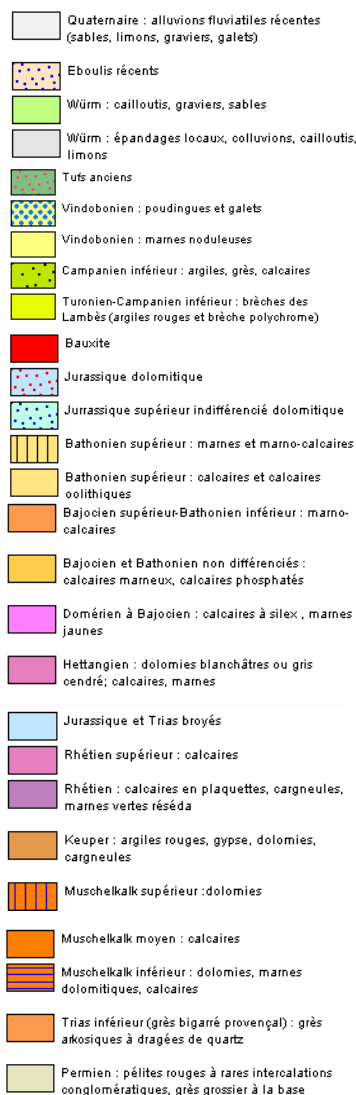 Quaternaire : alluvions fluviatiles récentes
(sables, limons, graviers, galets)
Eboulis récents
Würm : cailloutis, graviers, sables
Würm : épandages locaux, colluvions, cailloutis,
limons
Tufs anciens
Vindobonien : poudingues et galets
Vindobonien : marnes noduleuses
Campanien inférieur : argiles, grès, calcaires
Turonien-Campanien inférieur : brèches des
Lambès (argiles rouges et brèche polychrome)
Bauxite
Jurassique dolomitique
Jurrassique supérieur indifférencié dolomitique
Bathonien supérieur : marnes et marno-calcaires
Bathonien supérieur : calcaires et calcaires
oolithiques
Bajocien supérieur-Bathonien inférieur : marno-
calcaires
Bajocien et Bathonien non différenciés :
calcaires marneux, calcaires phosphatés
Domérien à Bajocien : calcaires à silex , marnes
jaunes
Hettangien : dolomies blanchâtres ou gris
cendré; calcaires, marnes
Jurassique et Trias broyés
Rhétien supérieur : calcaires
Rhétien : calcaires en plaquettes, cargneules,
marnes vertes réséda
Keuper : argiles rouges, gypse, dolomies,
cargneules
Muschelkalk supérieur :dolomies
Muschelkalk moyen : calcaires
Muschelkalk inférieur : dolomies, marnes
dolomitiques, calcaires
Trias inférieur (grès bigarré provençal) : grès
arkosiques à dragées de quartz
Permien : pélites rouges à rares intercalations
conglomératiques, grès grossier à la base